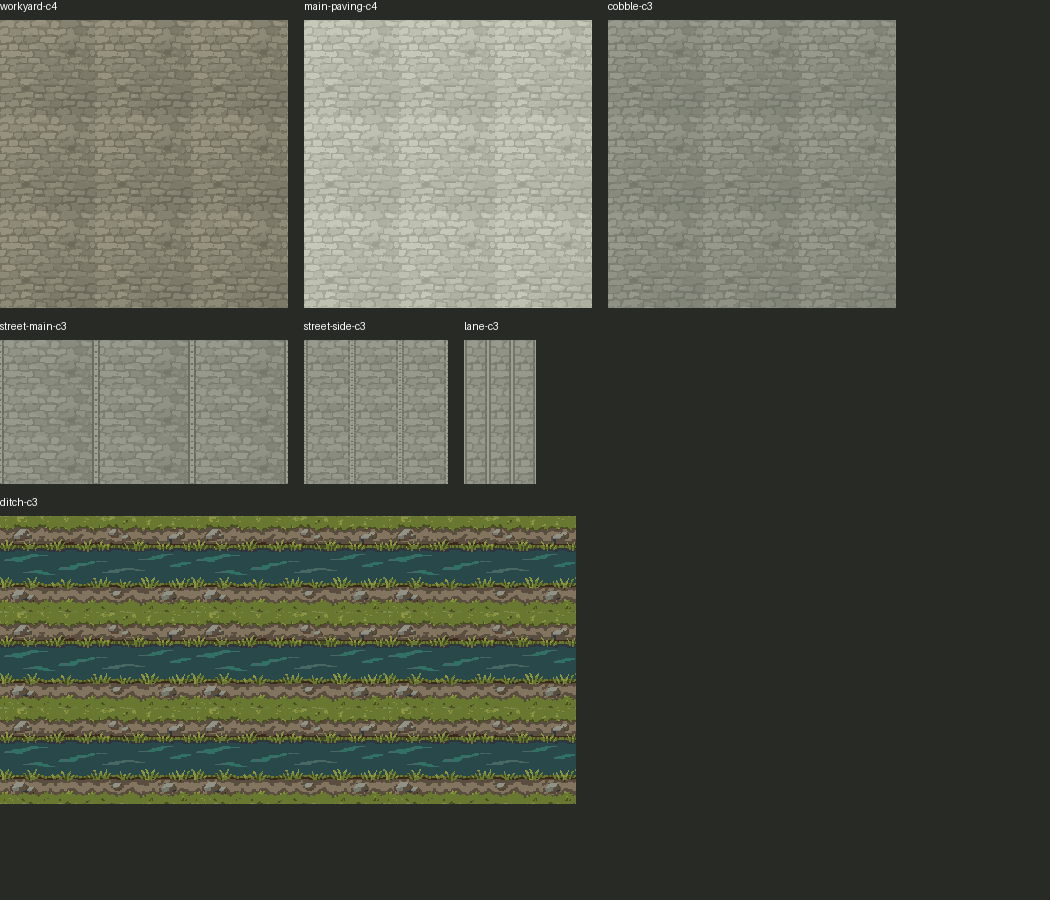 workyard-c4
main-paving-c4
cobble-c3
street-main-c3
street-side-c3
lane-c3
ditch-c3